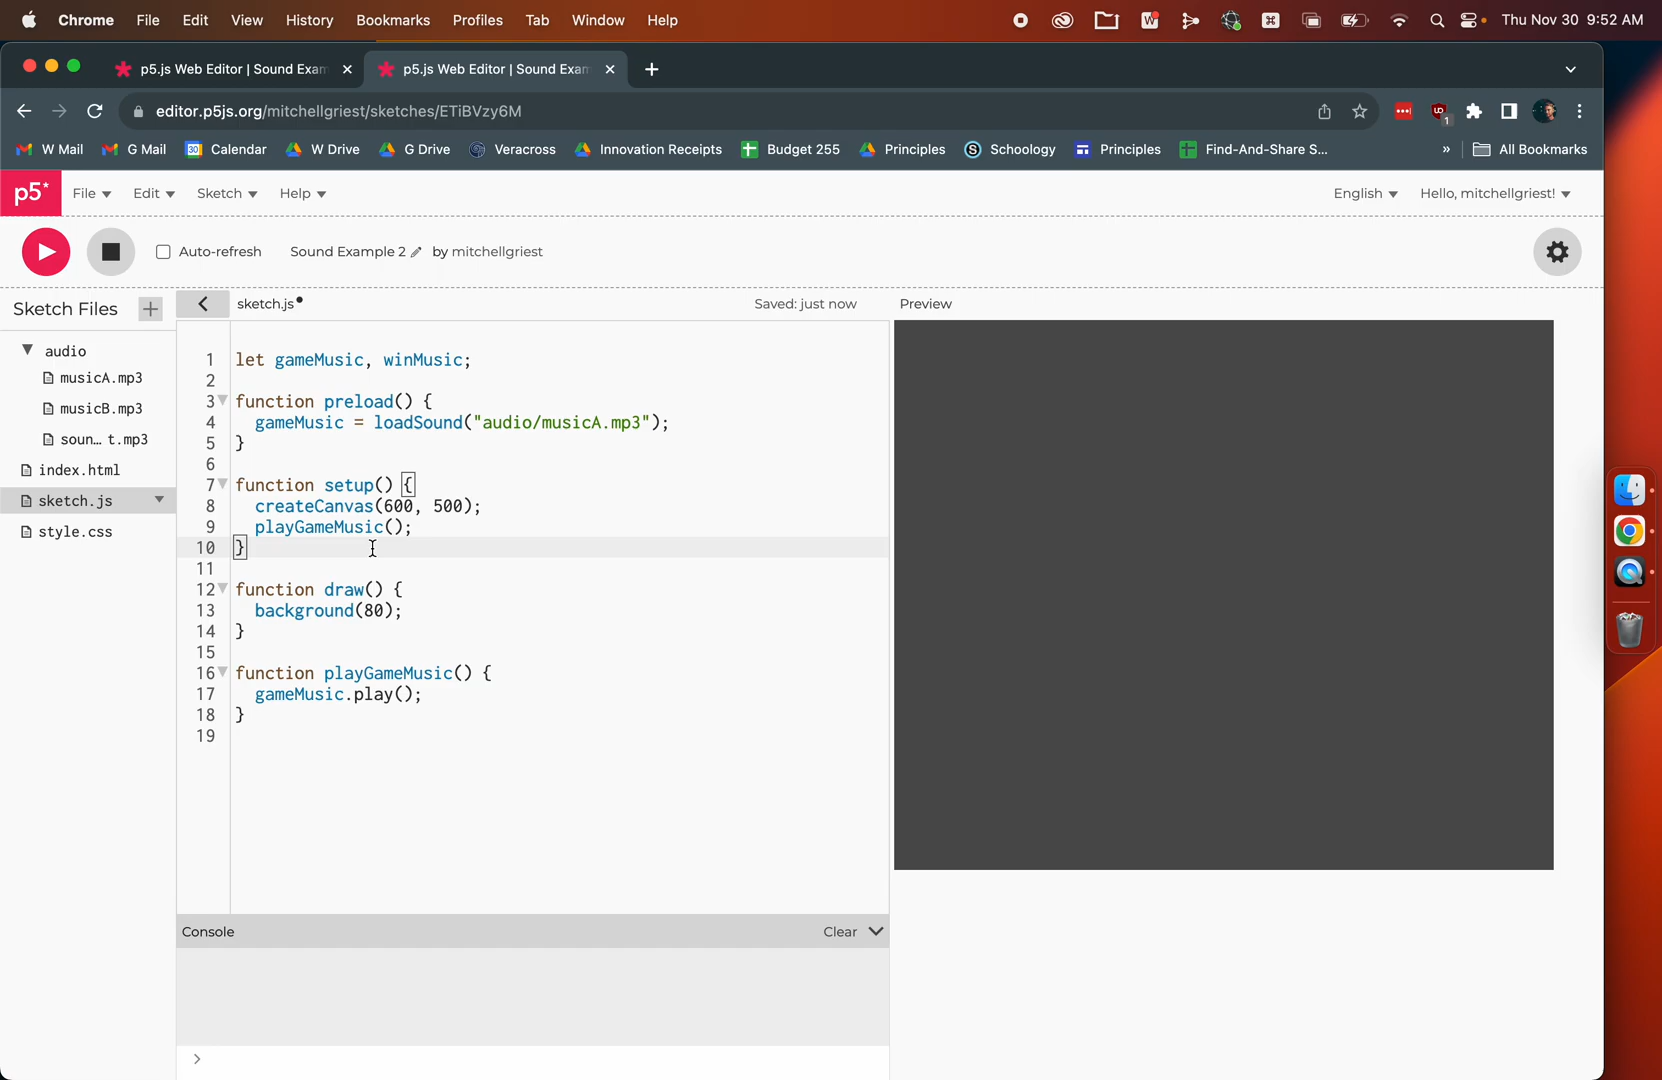 Chrome File Edit View History Bookmarks Profiles Tab Window Help Thu Nov 30 9:52 AM
p5.js Web Editor | Sound Exam p5.js Web Editor | Sound Exam
editor.p5js.org/mitchellgriest/sketches/ETiBVzy6M
W Mail G Mail Calendar W Drive G Drive Veracross Innovation Receipts Budget 255 Principles Schoology Principles Find-And-Share S... » All Bookmarks
p5* File Edit Sketch Help English Hello, mitchellgriest!
Auto-refresh Sound Example 2 by mitchellgriest
Sketch Files + sketch.js Saved: just now Preview
audio
musicA.mp3
musicB.mp3
soun… t.mp3
index.html
sketch.js
style.css
1 let gameMusic, winMusic;
2
3 function preload() {
4 gameMusic = loadSound("audio/musicA.mp3");
5 }
6
7 function setup() {
8 createCanvas(600, 500);
9 playGameMusic();
10 }
11
12 function draw() {
13 background(80);
14 }
15
16 function playGameMusic() {
17 gameMusic.play();
18 }
19
Console Clear
>